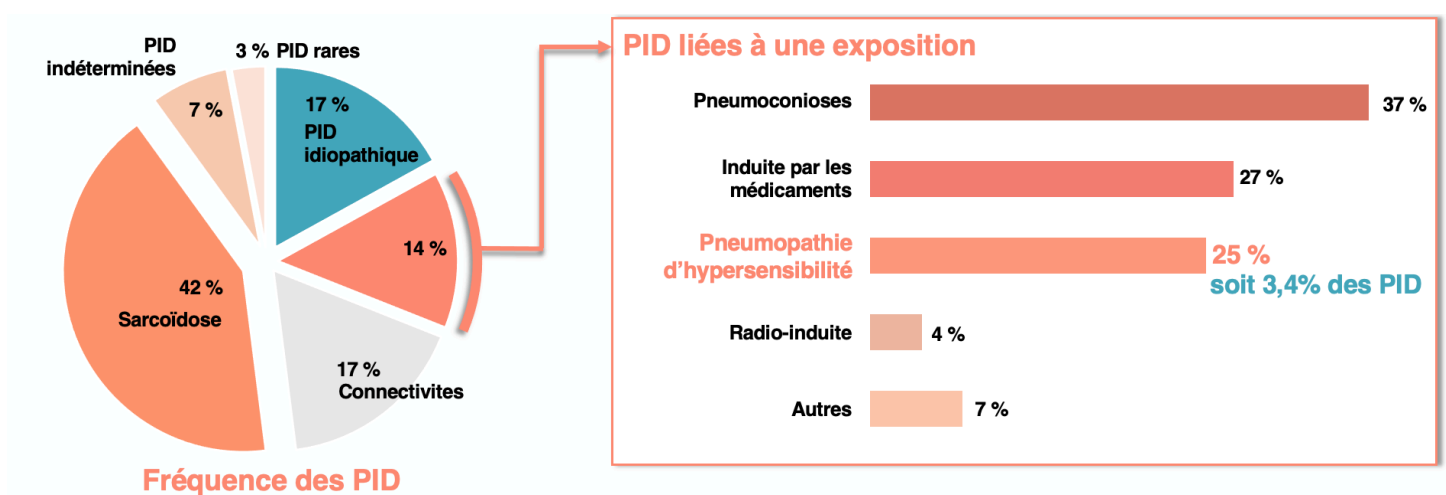 PID
indéterminées
7 %
3 % PID rares
17 %
PID
idiopathique
14 %
42 %
Sarcoïdose
17 %
Connectivites
Fréquence des PID
PID liées à une exposition
Pneumoconioses
37 %
Induite par les
médicaments
27 %
Pneumopathie
d’hypersensibilité
25 %
soit 3,4% des PID
Radio-induite
4 %
Autres
7 %